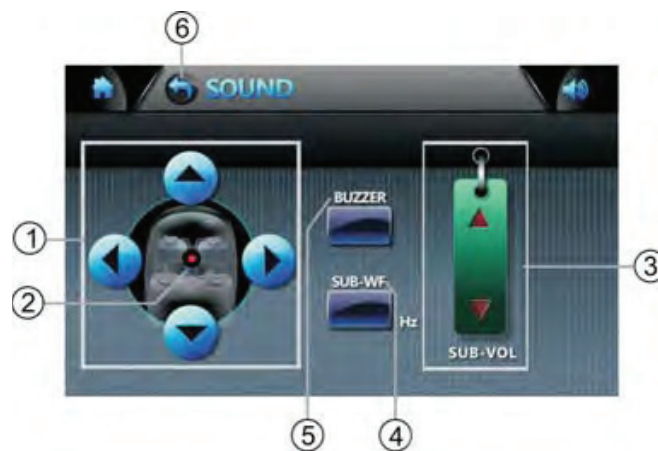 ⑥
SOUND
①
②
BUZZER
SUB-WF
Hz
SUB-VOL
③
⑤
④